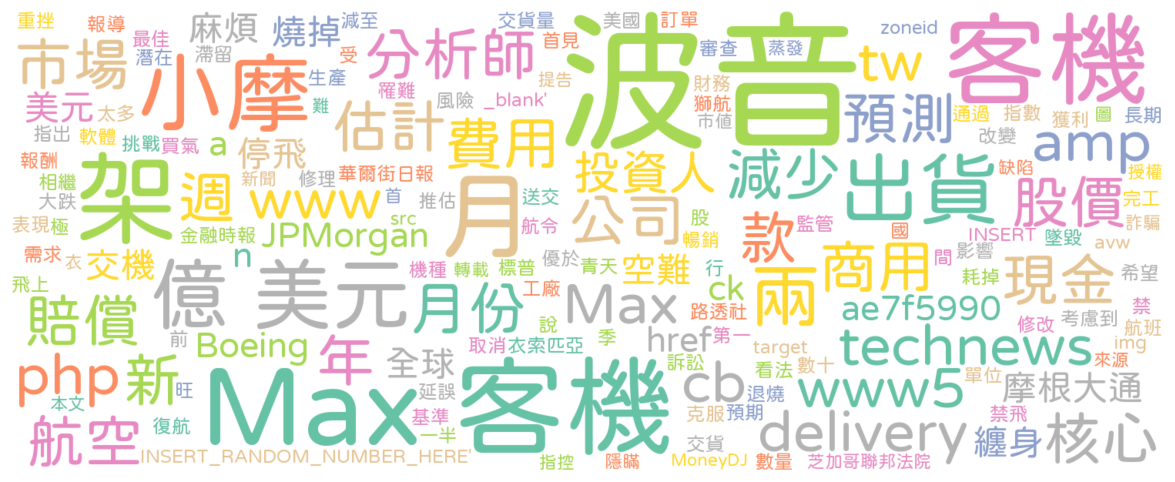 重挫 報導 麻煩 減至 交貨量 美國 訂單 zoneid
最佳 燒掉 受 分析師 首見 波音 審查 蒸發 tw 客機
市場 潛在 滯留 小摩 生產 罹難 提告 財務
美元 太多 難 風險 _blank' 獅航 預測 通過 指數 獲利 圖 長期
指出 軟體 挑戰 買氣 a 估計 費用 市値 改變 amp
報酬 停飛 華爾街日報 投資人 減少 出貨 缺陷 授權
相繼 架 新聞 修理 首 推估 月 送交 股價 完工
大跌 週 www src 航令 公司 股 款 監管 國 INSERT 墜毀 詐騙
表現 極 金融時報 JPMorgan 暢銷 商用 間 影響 avw
需求 衣 交機 n 億 美元 機種 轉載 標普 優於 青天 空難 行 兩 耗掉 希望
飛上 月份 工廠 Max 路透社 ck ae7f5990 現金 禁
賠償 前 說 季 href 第一 修改 考慮到 航班
Boeing 年 取消 衣索匹亞 訴訟 target technews img
php 新 旺 全球 cb 看法 數十 www5 單位 來源
本文 Max 延誤 客機 退燒 摩根大通
航空 復航 基準 克服 預期 delivery 禁飛 核心
一半 交貨 纏身
INSERT_RANDOM_NUMBER_HERE' 指控 隱瞞 MoneyDJ 數量 芝加哥聯邦法院